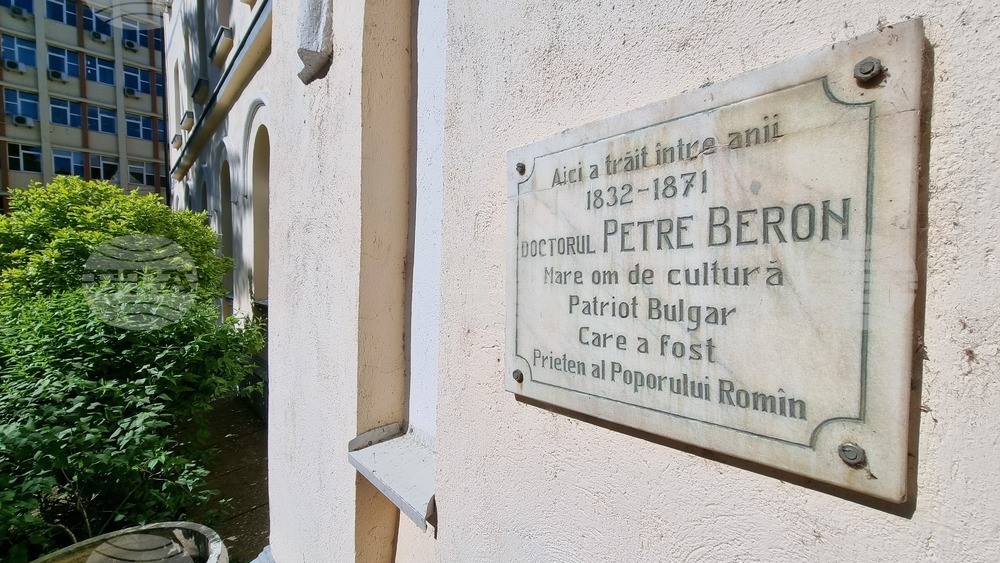 Aici a trăit între anii
1832-1871
DOCTORUL PETRE BERON
Mare om de cultură
Patriot Bulgar
Care a fost
Prieten al Poporului Romîn